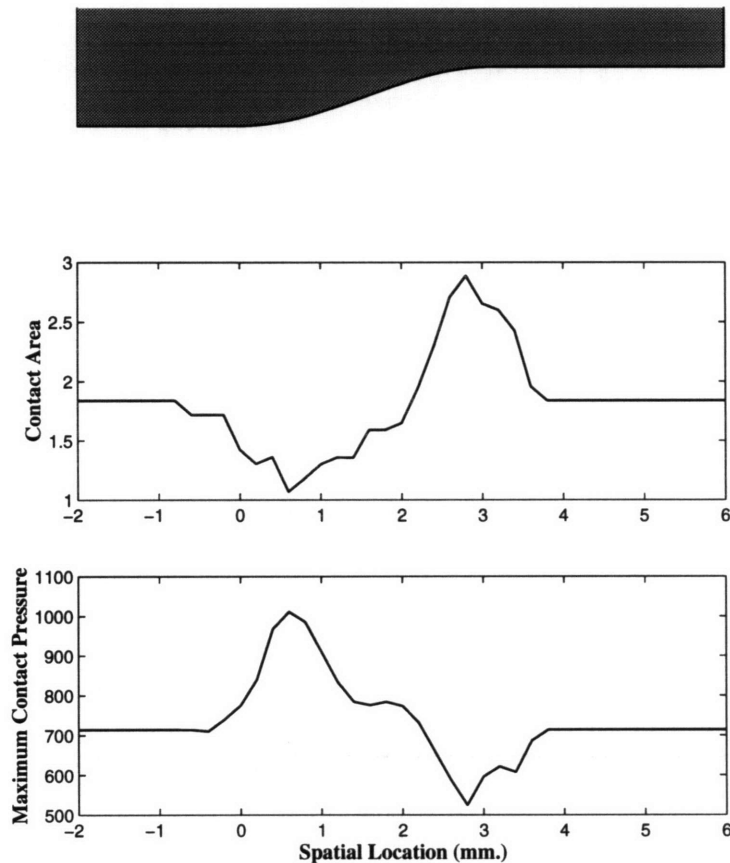 Contact Area
3
2.5
2
1.5
1
-2 -1 0 1 2 3 4 5 6
Maximum Contact Pressure
1100
1000
900
800
700
600
500
-2 -1 0 1 2 3 4 5 6
Spatial Location (mm.)